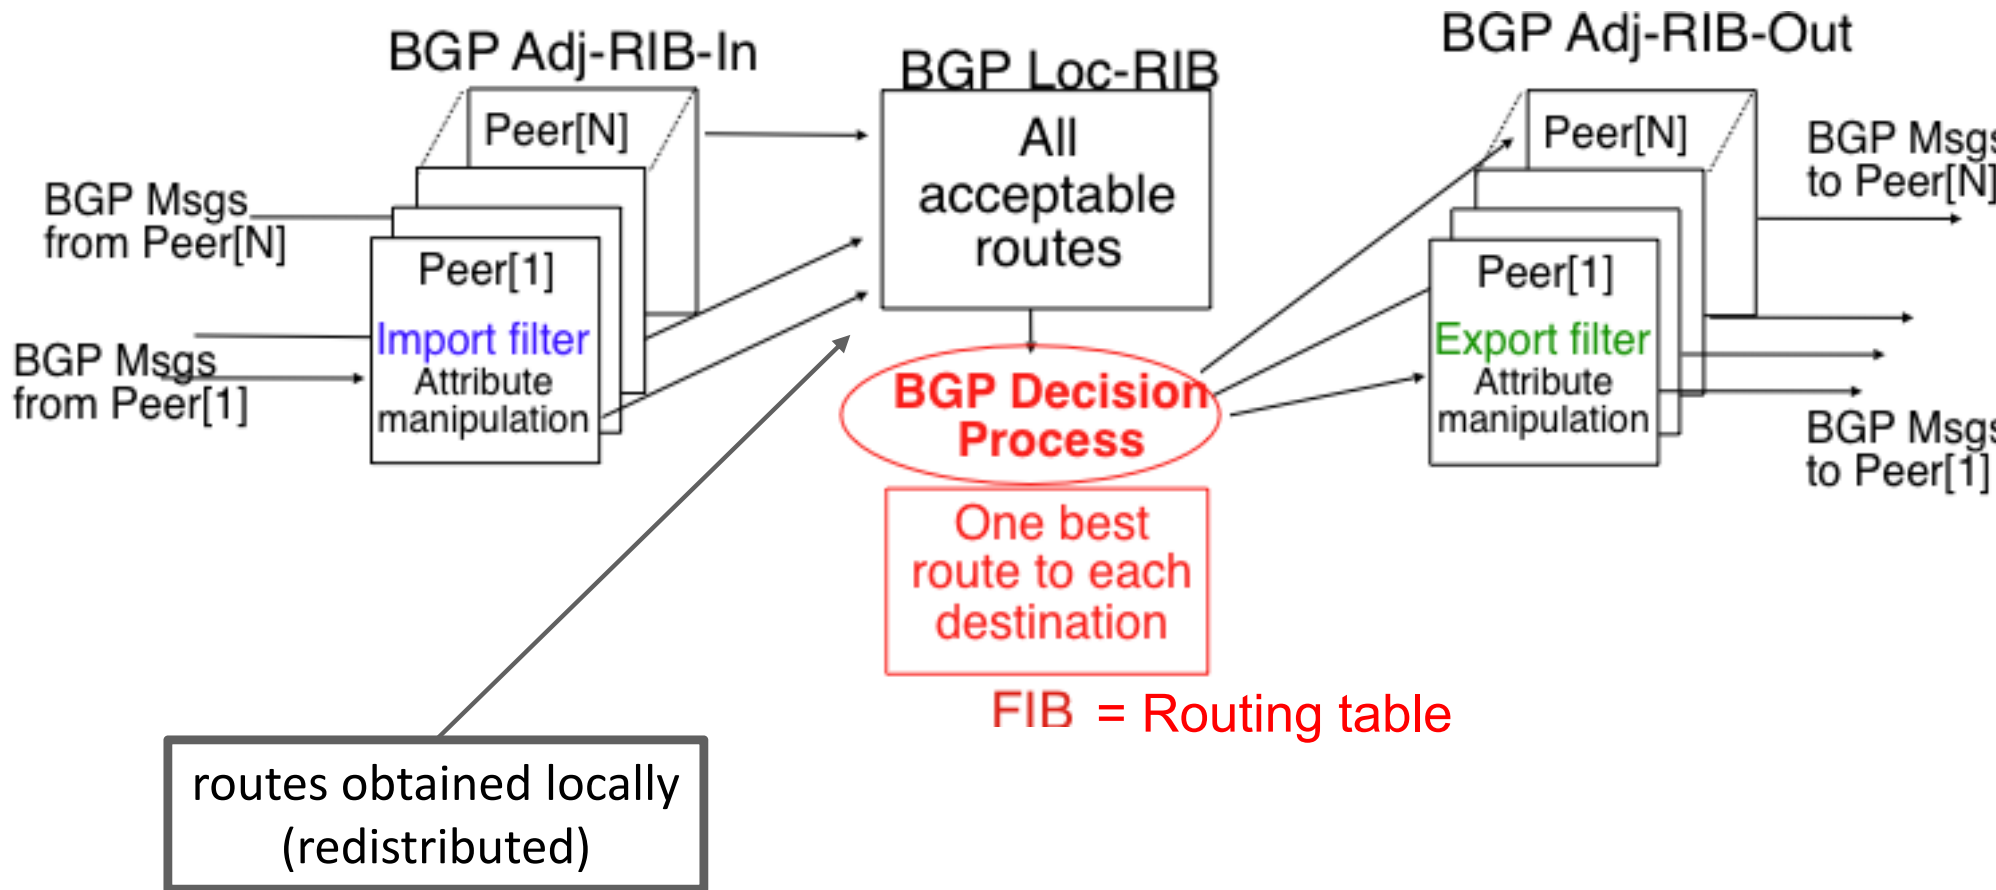 BGP Adj-RIB-In
BGP Loc-RIB
BGP Adj-RIB-Out
Peer[N]
All
acceptable
routes
Peer[N]
BGP Msgs
to Peer[N]
BGP Msgs
from Peer[N]
Peer[1]
Import filter
Attribute
manipulation
BGP Msgs
from Peer[1]
BGP Decision
Process
Peer[1]
Export filter
Attribute
manipulation
BGP Msgs
to Peer[1]
One best
route to each
destination
FIB = Routing table
routes obtained locally
(redistributed)